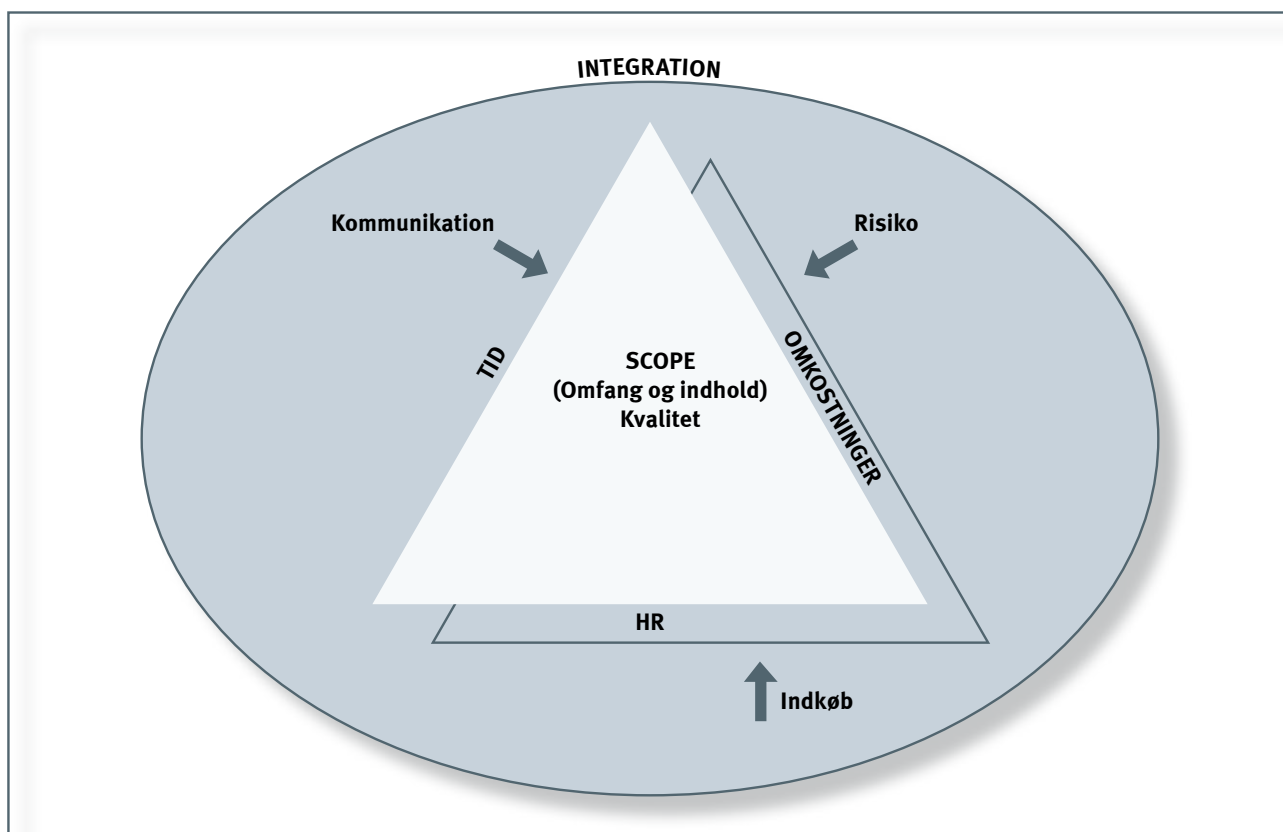 INTEGRATION
Kommunikation
Risiko
TID
SCOPE
(Omfang og indhold)
Kvalitet
OMKOSTNINGER
HR
Indkøb